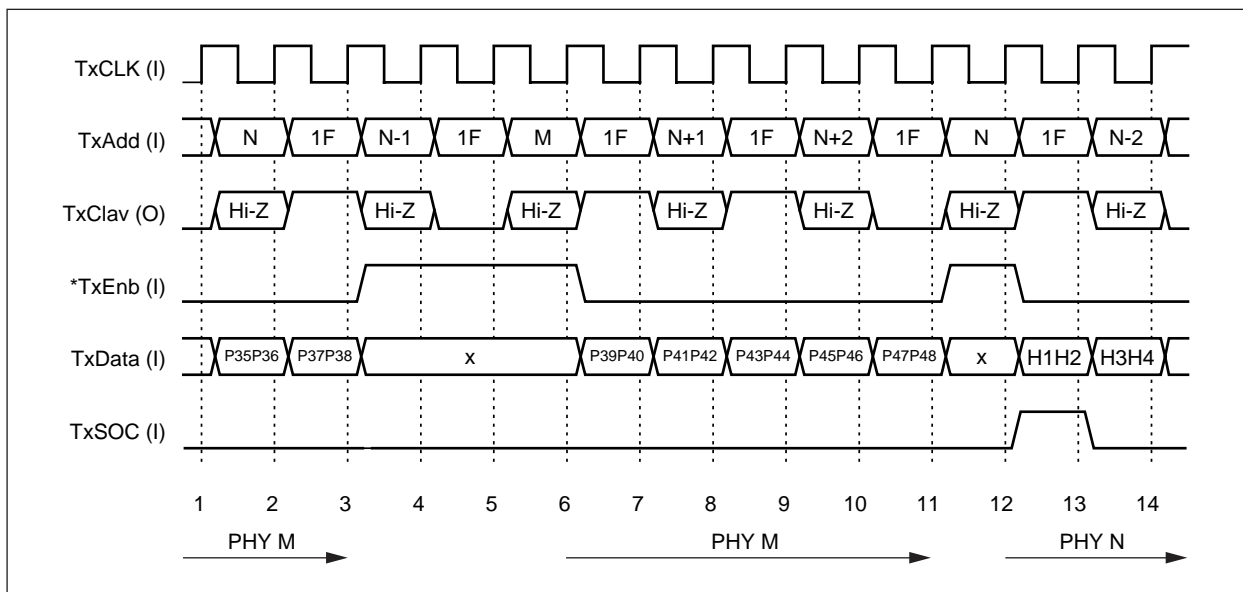 TxCLK (I)
TxAdd (I) N 1F N-1 1F M 1F N+1 1F N+2 1F N 1F N-2
TxClav (O) Hi-Z Hi-Z Hi-Z Hi-Z Hi-Z Hi-Z Hi-Z
*TxEnb (I)
TxData (I) P35P36 P37P38 x P39P40 P41P42 P43P44 P45P46 P47P48 x H1H2 H3H4
TxSOC (I)
1 2 3 4 5 6 7 8 9 10 11 12 13 14
PHY M PHY M PHY N